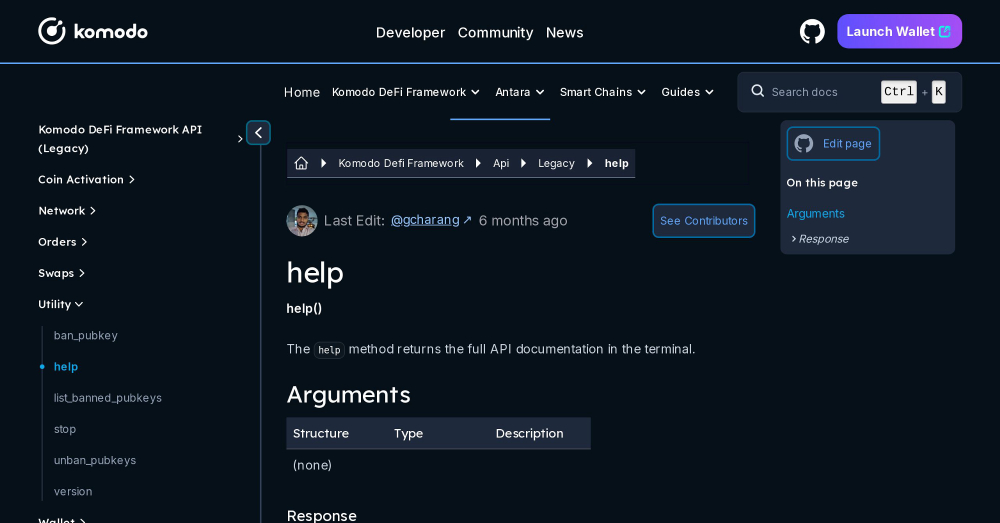 komodo
Developer Community News
Launch Wallet
Home Komodo DeFi Framework Antara Smart Chains Guides
Search docs Ctrl + K
Komodo DeFi Framework API
(Legacy)
Coin Activation
Network
Orders
Swaps
Utility
ban_pubkey
help
list_banned_pubkeys
stop
unban_pubkeys
version
Wallet
Komodo Defi Framework Api Legacy help
Last Edit: @gcharang ↗ 6 months ago
See Contributors
help
help()
The help method returns the full API documentation in the terminal.
Arguments
Structure Type Description
(none)
Response
Edit page
On this page
Arguments
Response